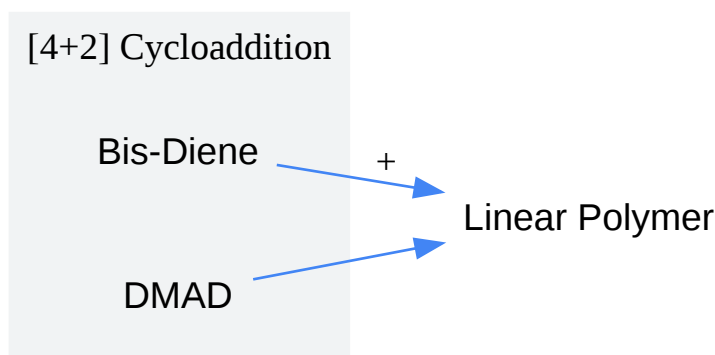 [4+2] Cycloaddition
Bis-Diene
+
Linear Polymer
DMAD